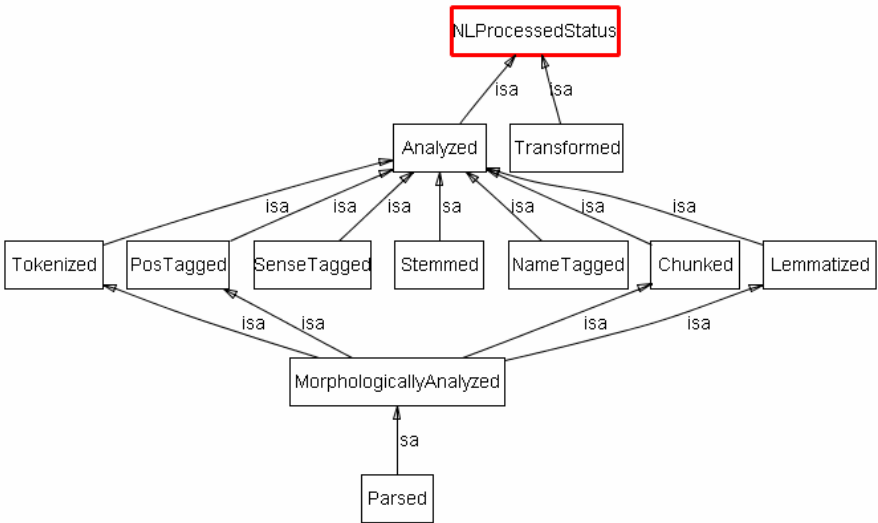 NLProcessedStatus
isa isa
Analyzed Transformed
isa isa isa sa isa isa isa
Tokenized PosTagged SenseTagged Stemmed NameTagged Chunked Lemmatized
isa isa isa isa
MorphologicallyAnalyzed
sa
Parsed